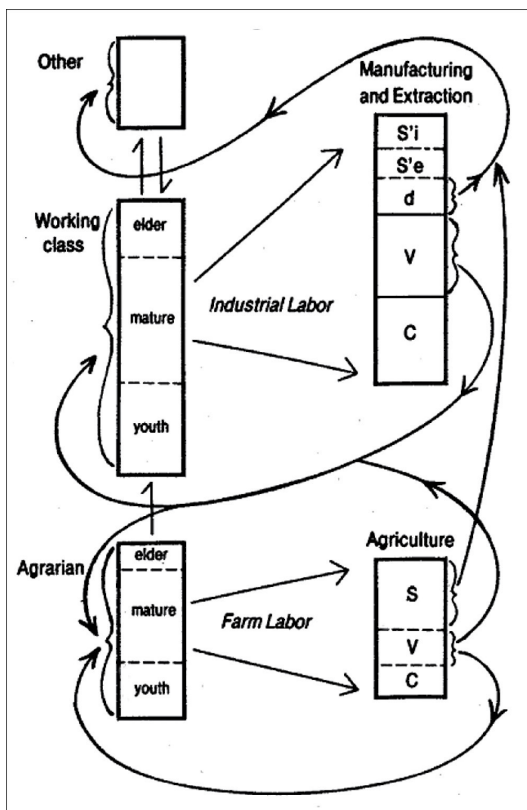 Other
Manufacturing
and Extraction
S'i
S'e
d
V
C
Working
class
elder
mature
youth
Industrial Labor
Agrarian
elder
mature
youth
Farm Labor
Agriculture
S
V
C